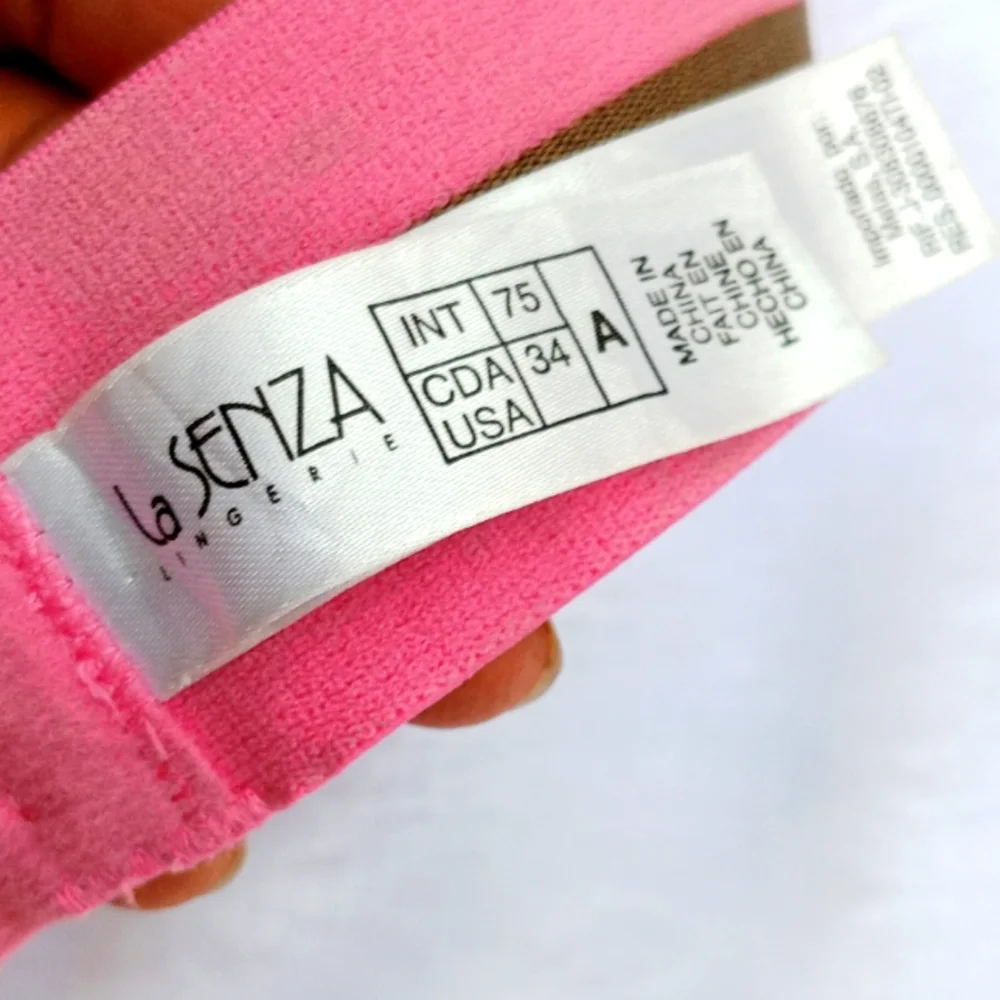 la SENZA
LINGERIE
INT 75
CDA 34 A
USA
MADE IN
CHINA
FAIT EN
CHINE
HECHO EN
CHINA
Importado por:
S.A.
RIF